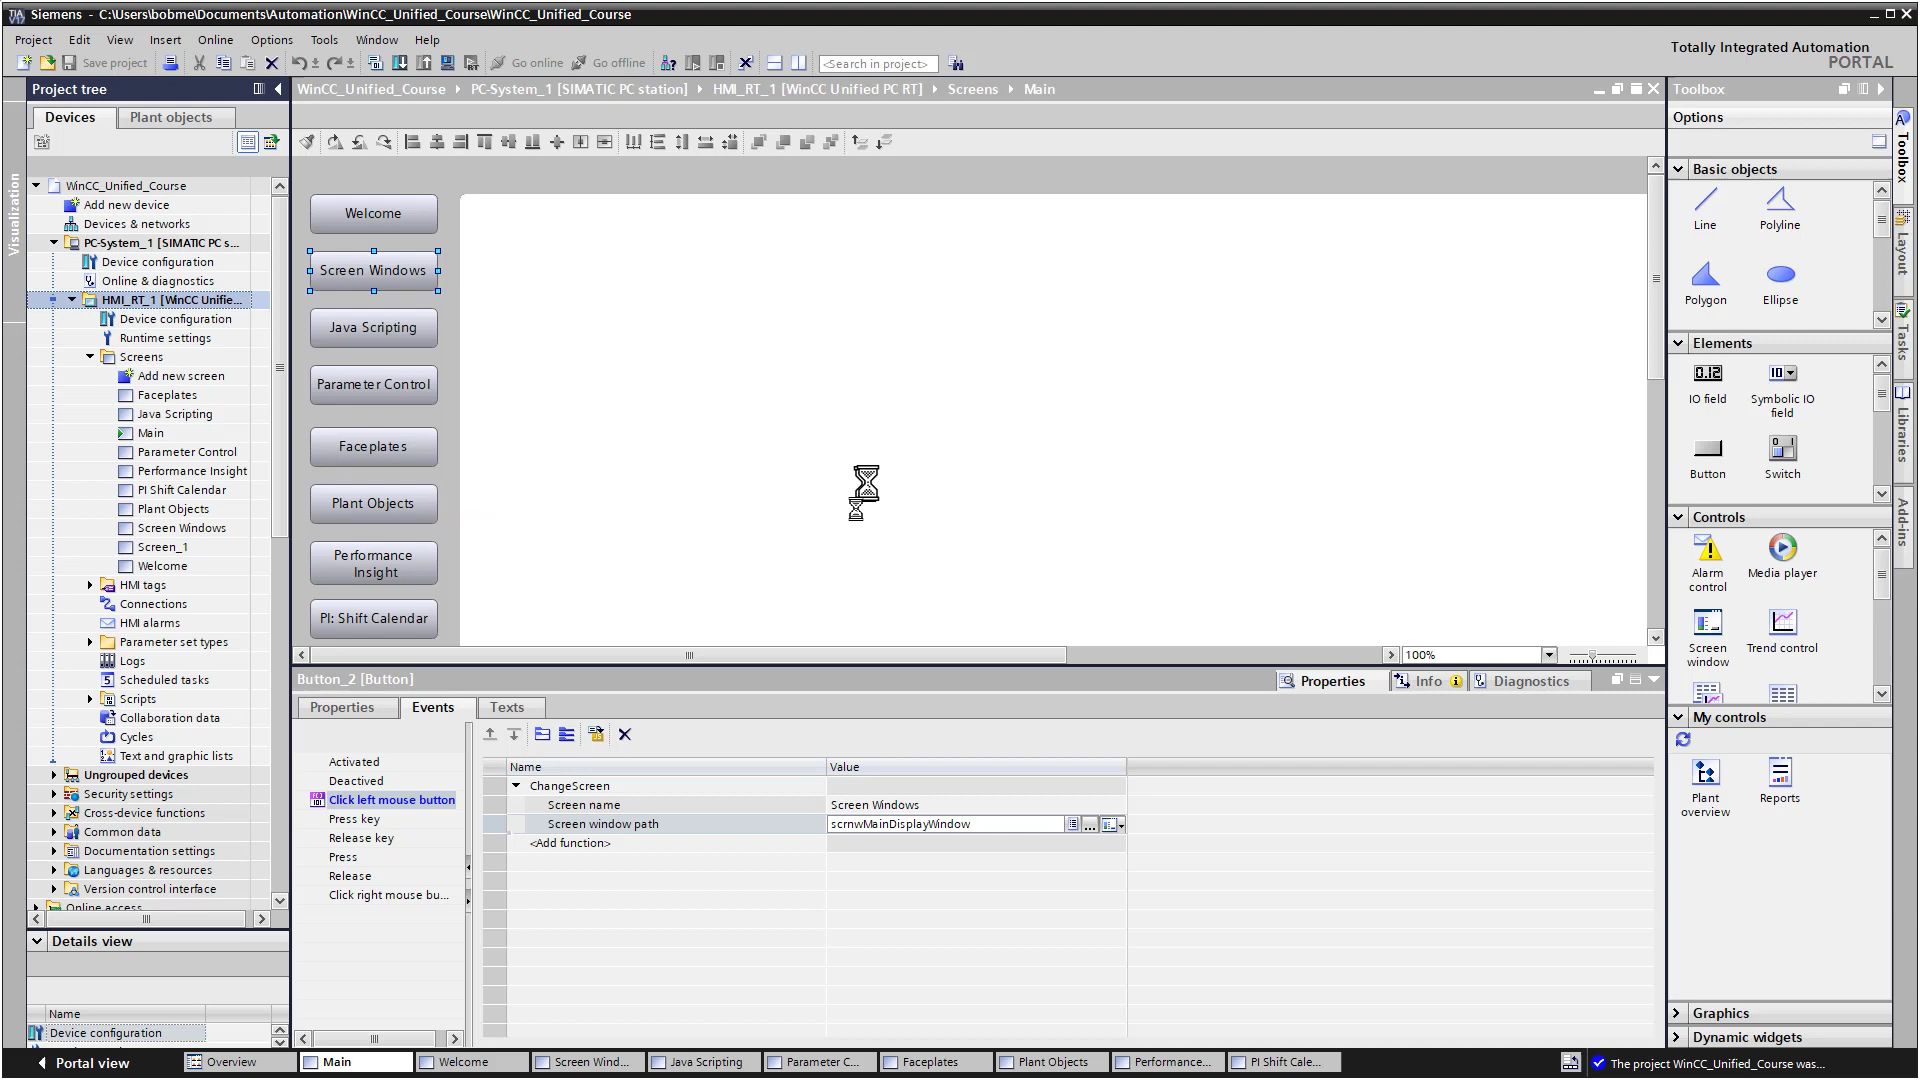 Siemens - C:\Users\bobme\Documents\Automation\WinCC_Unified_Course\WinCC_Unified_Course
Project Edit View Insert Online Options Tools Window Help
Totally Integrated Automation
PORTAL
Save project
Go online
Go offline
<Search in project>
Project tree
WinCC_Unified_Course
PC-System_1 [SIMATIC PC station]
HMI_RT_1 [WinCC Unified PC RT]
Screens
Main
Toolbox
Devices
Plant objects
Options
Visualization
WinCC_Unified_Course
Add new device
Devices & networks
PC-System_1 [SIMATIC PC s...
Device configuration
Online & diagnostics
HMI_RT_1 [WinCC Unifie...
Device configuration
Runtime settings
Screens
Add new screen
Faceplates
Java Scripting
Main
Parameter Control
Performance Insight
PI Shift Calendar
Plant Objects
Screen Windows
Screen_1
Welcome
HMI tags
Connections
HMI alarms
Parameter set types
Logs
Scheduled tasks
Scripts
Collaboration data
Cycles
Text and graphic lists
Ungrouped devices
Security settings
Cross-device functions
Common data
Documentation settings
Languages & resources
Version control interface
Online access
Details view
Name
Device configuration
Welcome
Screen Windows
Java Scripting
Parameter Control
Faceplates
Plant Objects
Performance
Insight
PI: Shift Calendar
100%
Button_2 [Button]
Properties
Info
Diagnostics
Properties
Events
Texts
Activated
Deactived
Click left mouse button
Press key
Release key
Press
Release
Click right mouse bu...
Name
Value
ChangeScreen
Screen name
Screen Windows
Screen window path
scrnwMainDisplayWindow
<Add function>
Basic objects
Line
Polyline
Polygon
Ellipse
Elements
0.12
10
IO field
Symbolic IO
field
0 1
Button
Switch
Controls
Alarm
control
Media player
Screen
window
Trend control
My controls
Plant
overview
Reports
Graphics
Dynamic widgets
Toolbox
Layout
Tasks
Libraries
Add-ins
Portal view
Overview
Main
Welcome
Screen Wind...
Java Scripting
Parameter C...
Faceplates
Plant Objects
Performance...
PI Shift Cale...
The project WinCC_Unified_Course was...